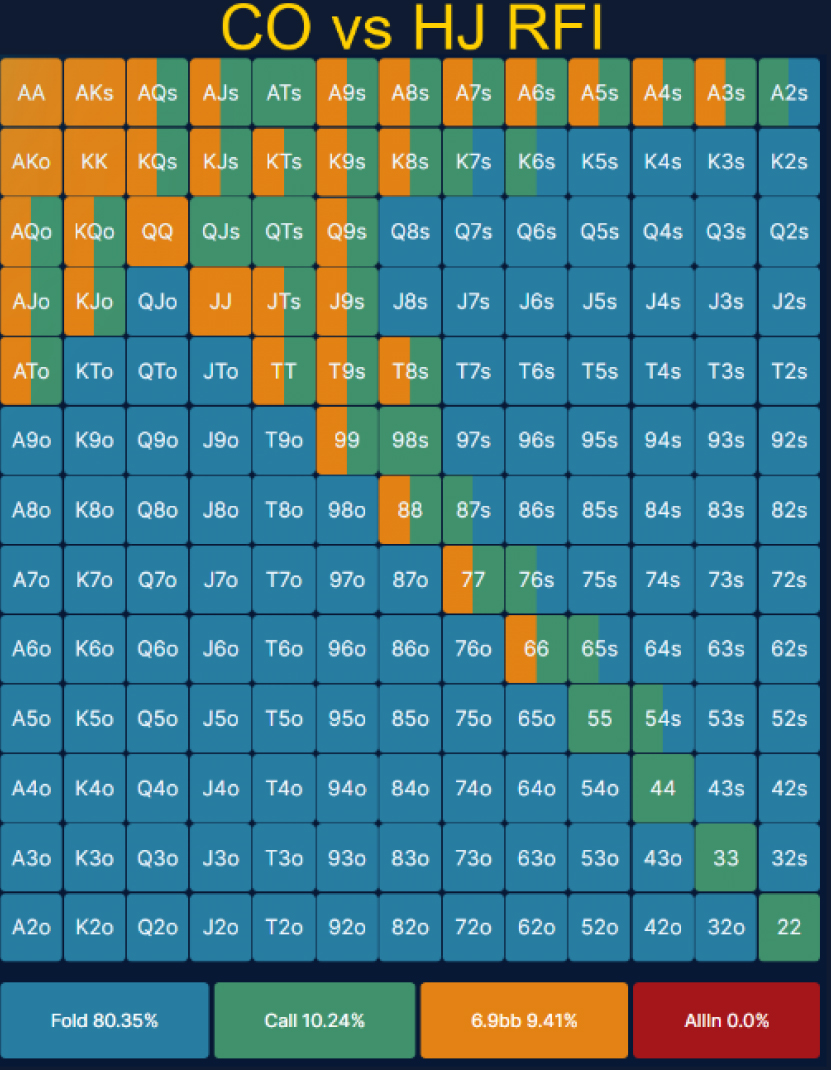 CO vs HJ RFI
AA AKs AQs AJs ATs A9s A8s A7s A6s A5s A4s A3s A2s
AKo KK KQs KJs KTs K9s K8s K7s K6s K5s K4s K3s K2s
AQo KQo QQ QJs QTs Q9s Q8s Q7s Q6s Q5s Q4s Q3s Q2s
AJo KJo QJo JJ JTs J9s J8s J7s J6s J5s J4s J3s J2s
ATo KTo QTo JTo TT T9s T8s T7s T6s T5s T4s T3s T2s
A9o K9o Q9o J9o T9o 99 98s 97s 96s 95s 94s 93s 92s
A8o K8o Q8o J8o T8o 98o 88 87s 86s 85s 84s 83s 82s
A7o K7o Q7o J7o T7o 97o 87o 77 76s 75s 74s 73s 72s
A6o K6o Q6o J6o T6o 96o 86o 76o 66 65s 64s 63s 62s
A5o K5o Q5o J5o T5o 95o 85o 75o 65o 55 54s 53s 52s
A4o K4o Q4o J4o T4o 94o 84o 74o 64o 54o 44 43s 42s
A3o K3o Q3o J3o T3o 93o 83o 73o 63o 53o 43o 33 32s
A2o K2o Q2o J2o T2o 92o 82o 72o 62o 52o 42o 32o 22
Fold 80.35% Call 10.24% 6.9bb 9.41% AllIn 0.0%